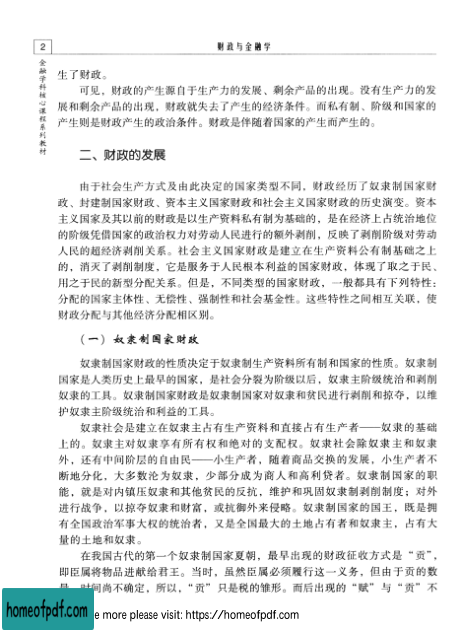 2
财政与金融学
金融学科核心课程系列教材
生了财政。
可见，财政的产生源自于生产力的发展、剩余产品的出现。没有生产力的发
展和剩余产品的出现，财政就失去了产生的经济条件。而私有制、阶级和国家的
产生则是财政产生的政治条件。财政是伴随着国家的产生而产生的。
二、财政的发展
由于社会生产方式及由此决定的国家类型不同，财政经历了奴隶制国家财
政、封建制国家财政、资本主义国家财政和社会主义国家财政的历史演变。资本
主义国家及其以前的财政是以生产资料私有制为基础的，是在经济上占统治地位
的阶级凭借国家的政治权力对劳动人民进行的额外剥削，反映了剥削阶级对劳动
人民的超经济剥削关系。社会主义国家财政是建立在生产资料公有制基础之上
的，消灭了剥削制度，它是服务于人民根本利益的国家财政，体现了取之于民、
用之于民的新型分配关系。但是，不同类型的国家财政，一般都具有下列特性：
分配的国家主体性、无偿性、强制性和社会基金性。这些特性之间相互关联，使
财政分配与其他经济分配相区别。
（一）奴隶制国家财政
奴隶制国家财政的性质决定于奴隶制生产资料所有制和国家的性质。奴隶制
国家是人类历史上最早的国家，是社会分裂为阶级以后，奴隶主阶级统治和剥削
奴隶的工具。奴隶制国家财政是奴隶制国家对奴隶和贫民进行剥削和掠夺，以维
护奴隶主阶级统治和利益的工具。
奴隶社会是建立在奴隶主占有生产资料和直接占有生产者——奴隶的基础
上的。奴隶主对奴隶享有所有权和绝对的支配权。奴隶社会除奴隶主和奴隶
外，还有中间阶层的自由民——小生产者，随着商品交换的发展，小生产者不
断地分化，大多数沦为奴隶，少部分成为商人和高利贷者。奴隶制国家的职
能，就是对内镇压奴隶和其他贫民的反抗，维护和巩固奴隶制剥削制度；对外
进行战争，以掠夺奴隶和财富，或抗御外来侵略。奴隶制国家的国王，既是拥
有全国政治军事大权的统治者，又是全国最大的土地占有者和奴隶主，占有大
量的土地和奴隶。
在我国古代的第一个奴隶制国家夏朝，最早出现的财政征收方式是“贡”，
即臣属将物品进献给君王。当时，虽然臣属必须履行这一义务，但由于贡的数
时间尚不确定，所以，“贡”只是税的雏形。而后出现的“赋”与“贡”不
homeofpdf.com
e more please visit: https://homeofpdf.com